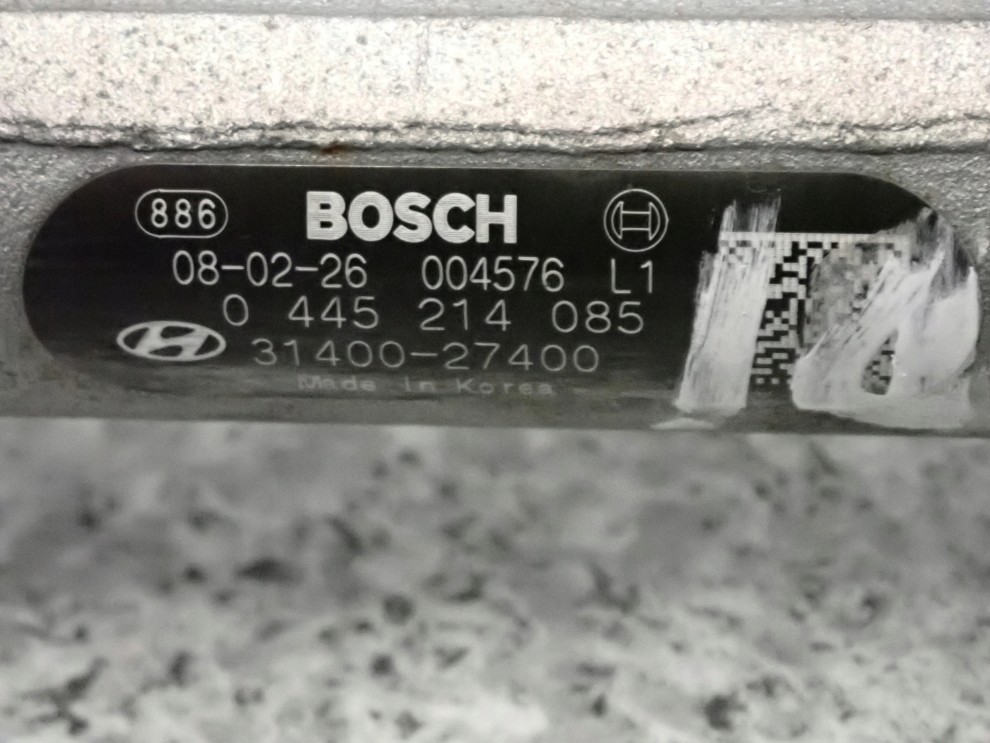 886 BOSCH
08-02-26 004576 L1
0 445 214 085
31400-27400
Made in Korea